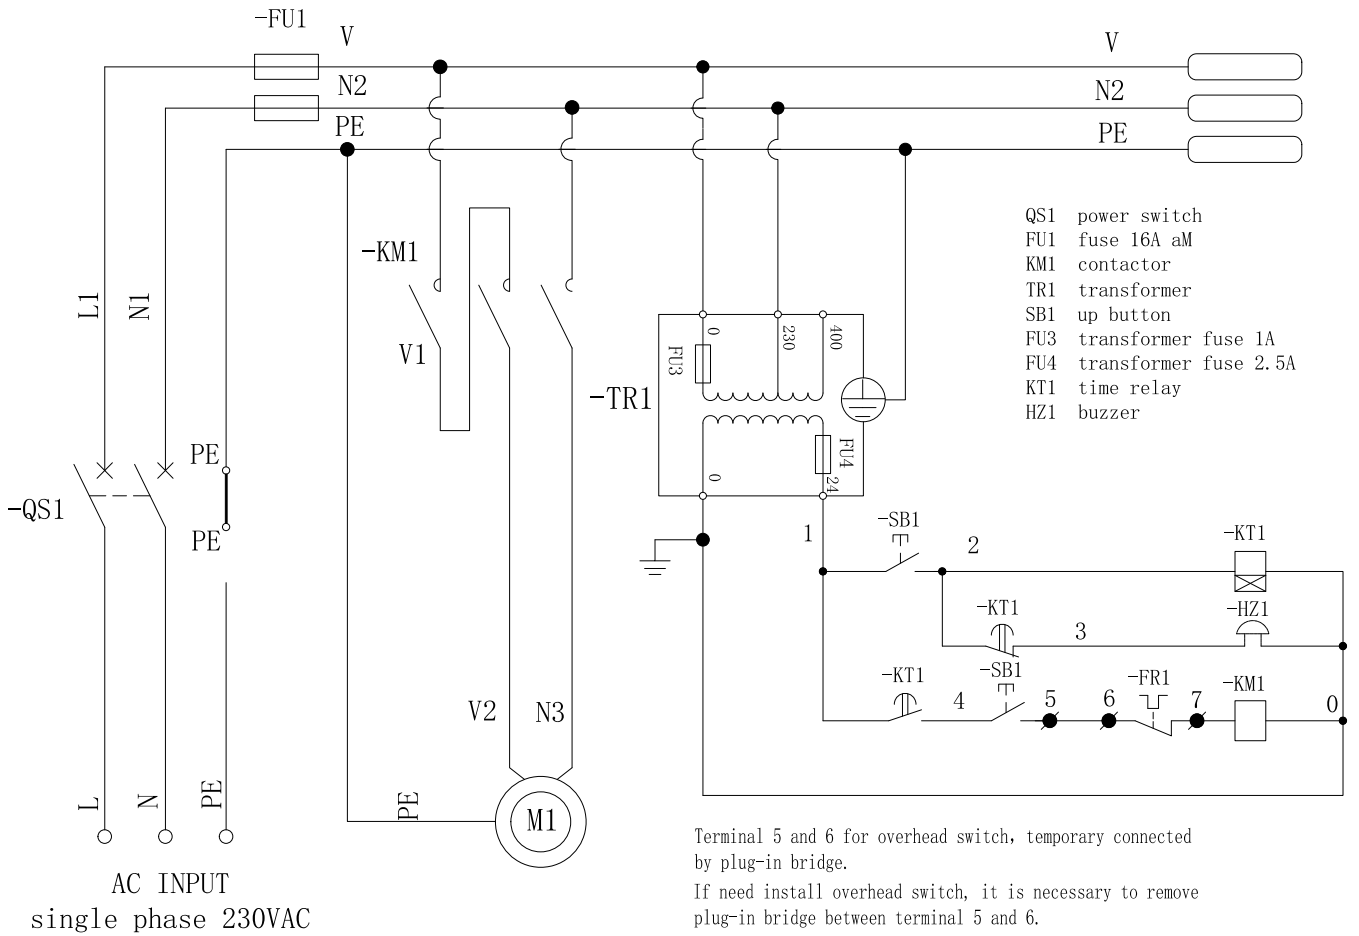 -FU1
V
V
N2
N2
PE
PE
QS1 power switch
FU1 fuse 16A aM
KM1 contactor
TR1 transformer
SB1 up button
FU3 transformer fuse 1A
FU4 transformer fuse 2.5A
KT1 time relay
HZ1 buzzer
-KM1
L1
N1
V1
0
230
400
FU3
-TR1
FU4
0
24
PE
-QS1
PE
1
-SB1
2
-KT1
-KT1
3
-HZ1
-KT1
4
-SB1
5
6
-FR1
7
-KM1
0
V2
N3
L
N
PE
PE
M1
AC INPUT
single phase 230VAC
Terminal 5 and 6 for overhead switch, temporary connected
by plug-in bridge.
If need install overhead switch, it is necessary to remove
plug-in bridge between terminal 5 and 6.